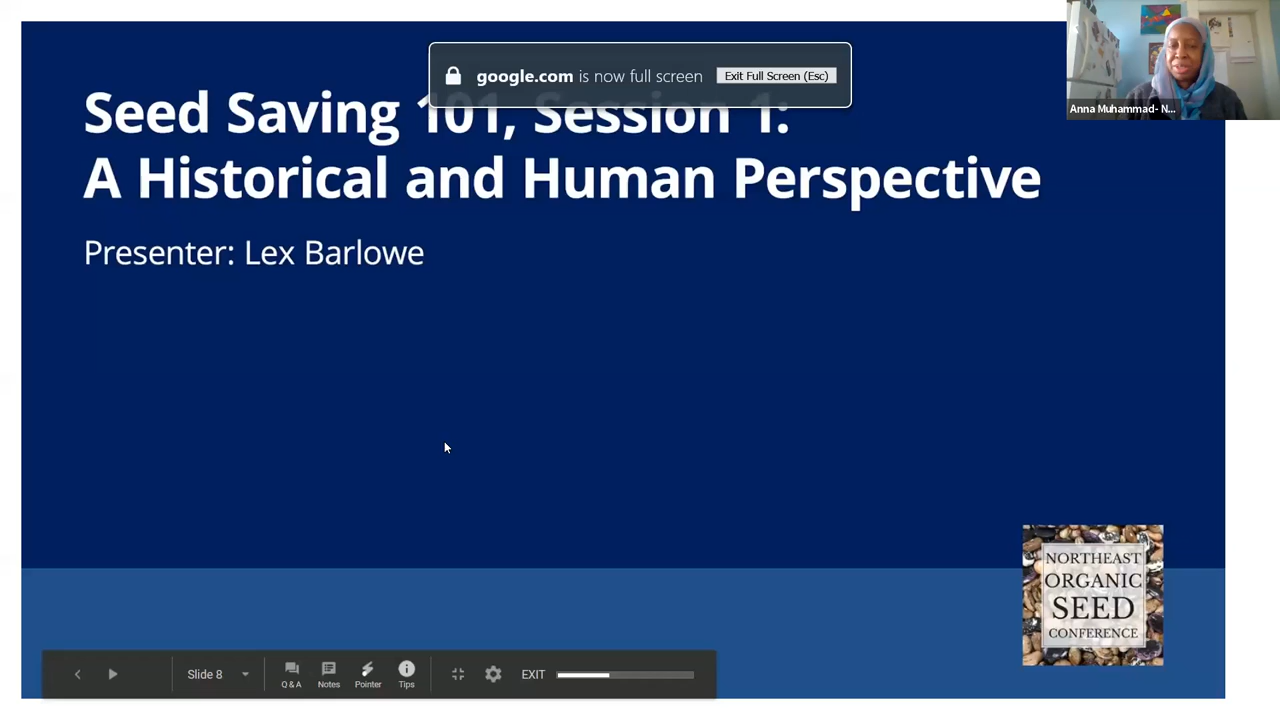 google.com is now full screen Exit Full Screen (Esc)
Anna Muhammad- N...
Seed Saving 101, Session 1:
A Historical and Human Perspective
Presenter: Lex Barlowe
NORTHEAST
ORGANIC
SEED
CONFERENCE
Slide 8
Q & A
Notes
Pointer
Tips
EXIT